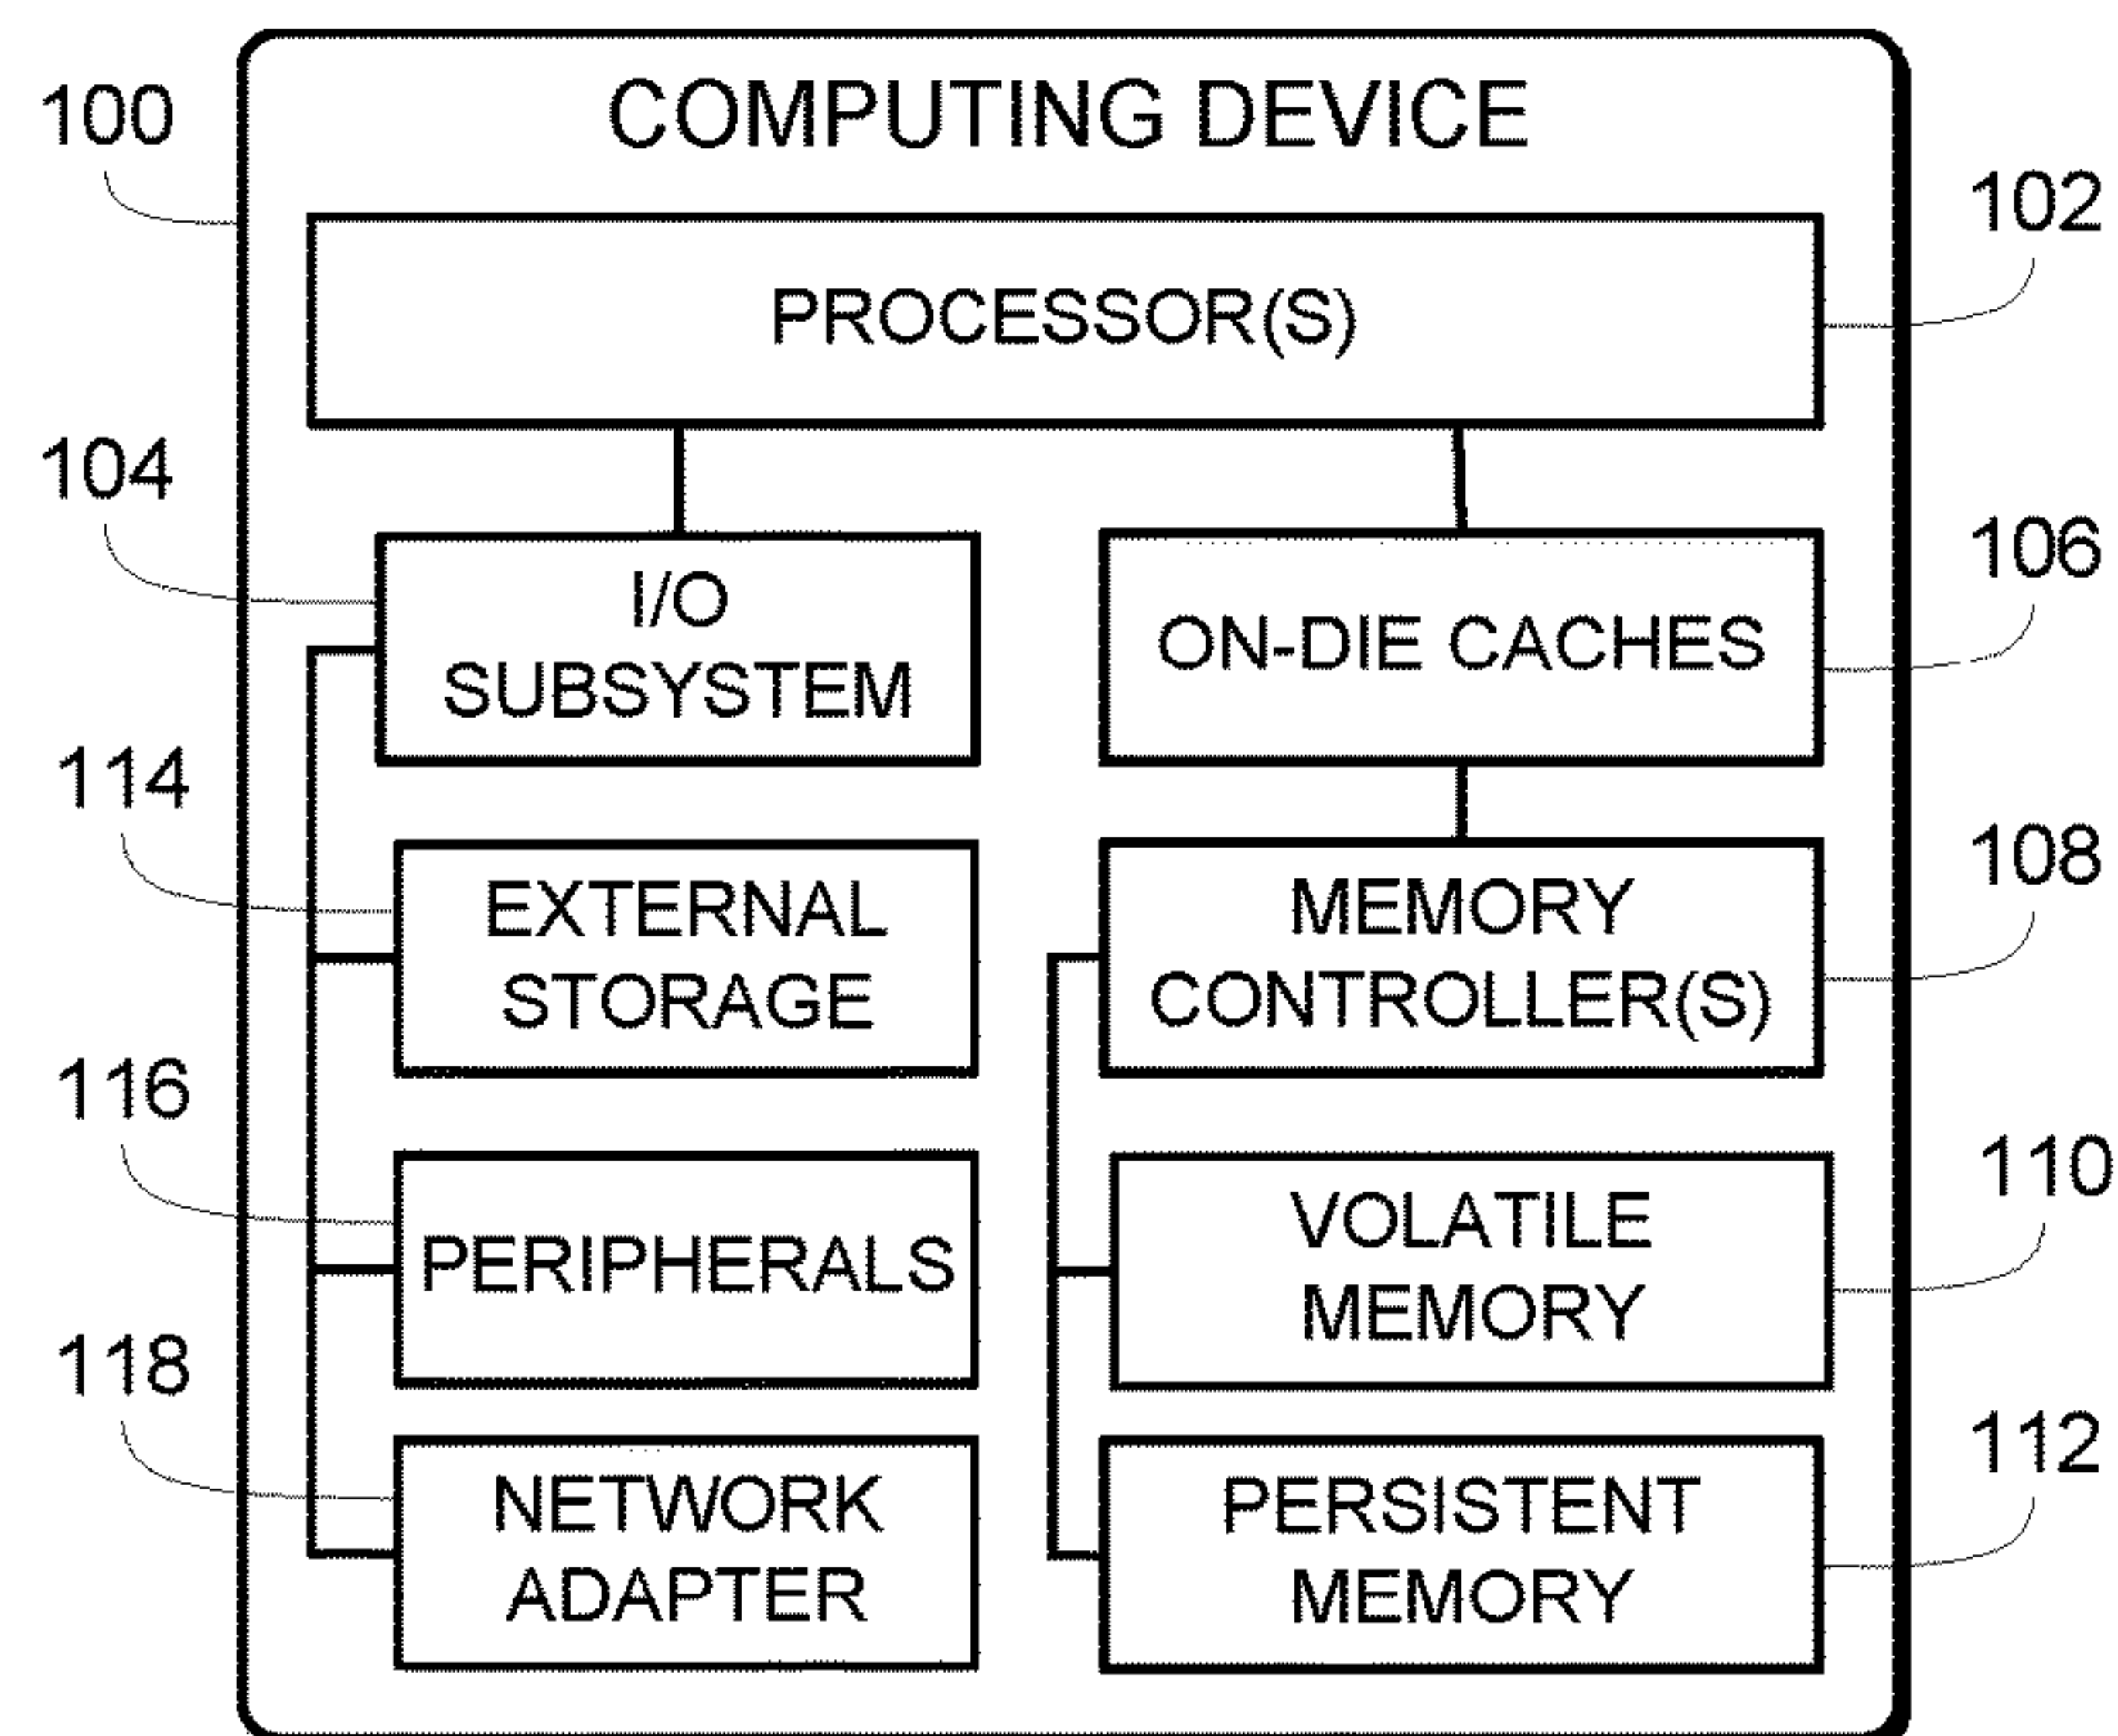 COMPUTING DEVICE
100
102
PROCESSOR(S)
104
I/O
SUBSYSTEM
106
ON-DIE CACHES
114
EXTERNAL
STORAGE
108
MEMORY
CONTROLLER(S)
116
PERIPHERALS
110
VOLATILE
MEMORY
118
NETWORK
ADAPTER
112
PERSISTENT
MEMORY